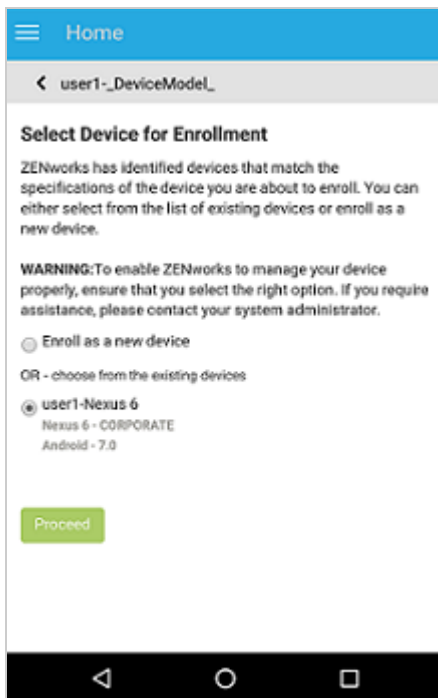 Home
user1-_DeviceModel_
Select Device for Enrollment
ZENworks has identified devices that match the
specifications of the device you are about to enroll. You can
either select from the list of existing devices or enroll as a
new device.
WARNING:To enable ZENworks to manage your device
properly, ensure that you select the right option. If you require
assistance, please contact your system administrator.
Enroll as a new device
OR - choose from the existing devices
user1-Nexus 6
Nexus 6 - CORPORATE
Android - 7.0
Proceed